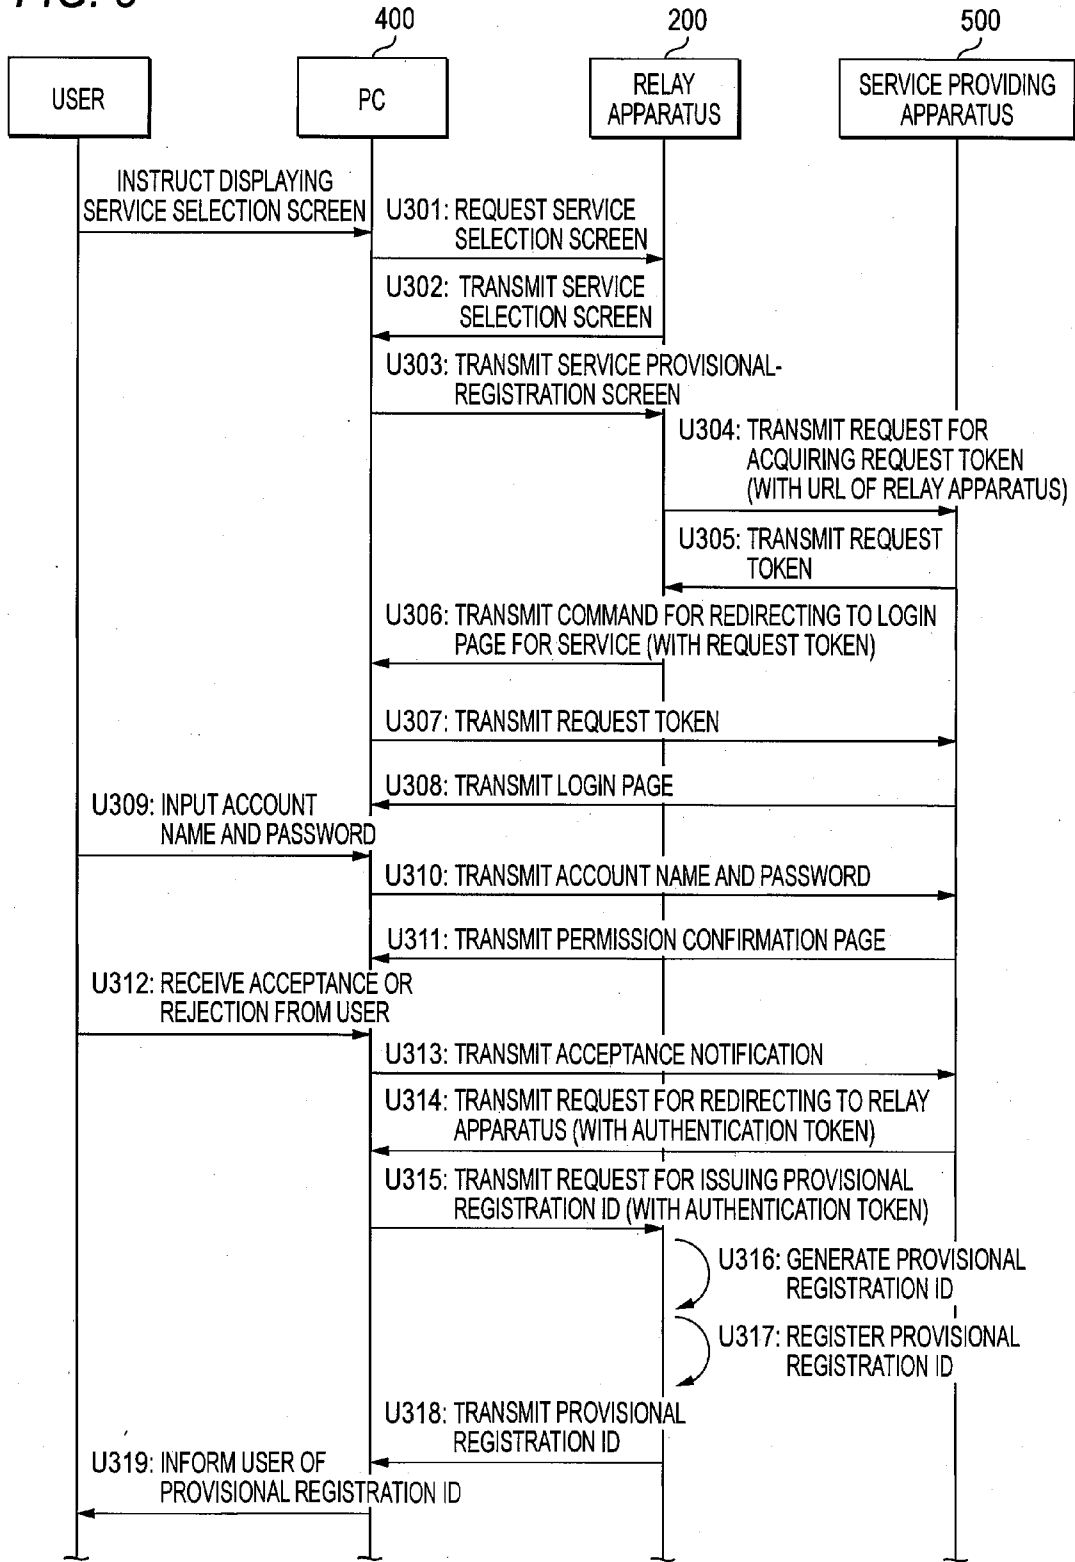 400
200
500
USER
PC
RELAY
APPARATUS
SERVICE PROVIDING
APPARATUS
INSTRUCT DISPLAYING
SERVICE SELECTION SCREEN
U301: REQUEST SERVICE
SELECTION SCREEN
U302: TRANSMIT SERVICE
SELECTION SCREEN
U303: TRANSMIT SERVICE PROVISIONAL-
REGISTRATION SCREEN
U304: TRANSMIT REQUEST FOR
ACQUIRING REQUEST TOKEN
(WITH URL OF RELAY APPARATUS)
U305: TRANSMIT REQUEST
TOKEN
U306: TRANSMIT COMMAND FOR REDIRECTING TO LOGIN
PAGE FOR SERVICE (WITH REQUEST TOKEN)
U307: TRANSMIT REQUEST TOKEN
U308: TRANSMIT LOGIN PAGE
U309: INPUT ACCOUNT
NAME AND PASSWORD
U310: TRANSMIT ACCOUNT NAME AND PASSWORD
U311: TRANSMIT PERMISSION CONFIRMATION PAGE
U312: RECEIVE ACCEPTANCE OR
REJECTION FROM USER
U313: TRANSMIT ACCEPTANCE NOTIFICATION
U314: TRANSMIT REQUEST FOR REDIRECTING TO RELAY
APPARATUS (WITH AUTHENTICATION TOKEN)
U315: TRANSMIT REQUEST FOR ISSUING PROVISIONAL
REGISTRATION ID (WITH AUTHENTICATION TOKEN)
U316: GENERATE PROVISIONAL
REGISTRATION ID
U317: REGISTER PROVISIONAL
REGISTRATION ID
U318: TRANSMIT PROVISIONAL
REGISTRATION ID
U319: INFORM USER OF
PROVISIONAL REGISTRATION ID